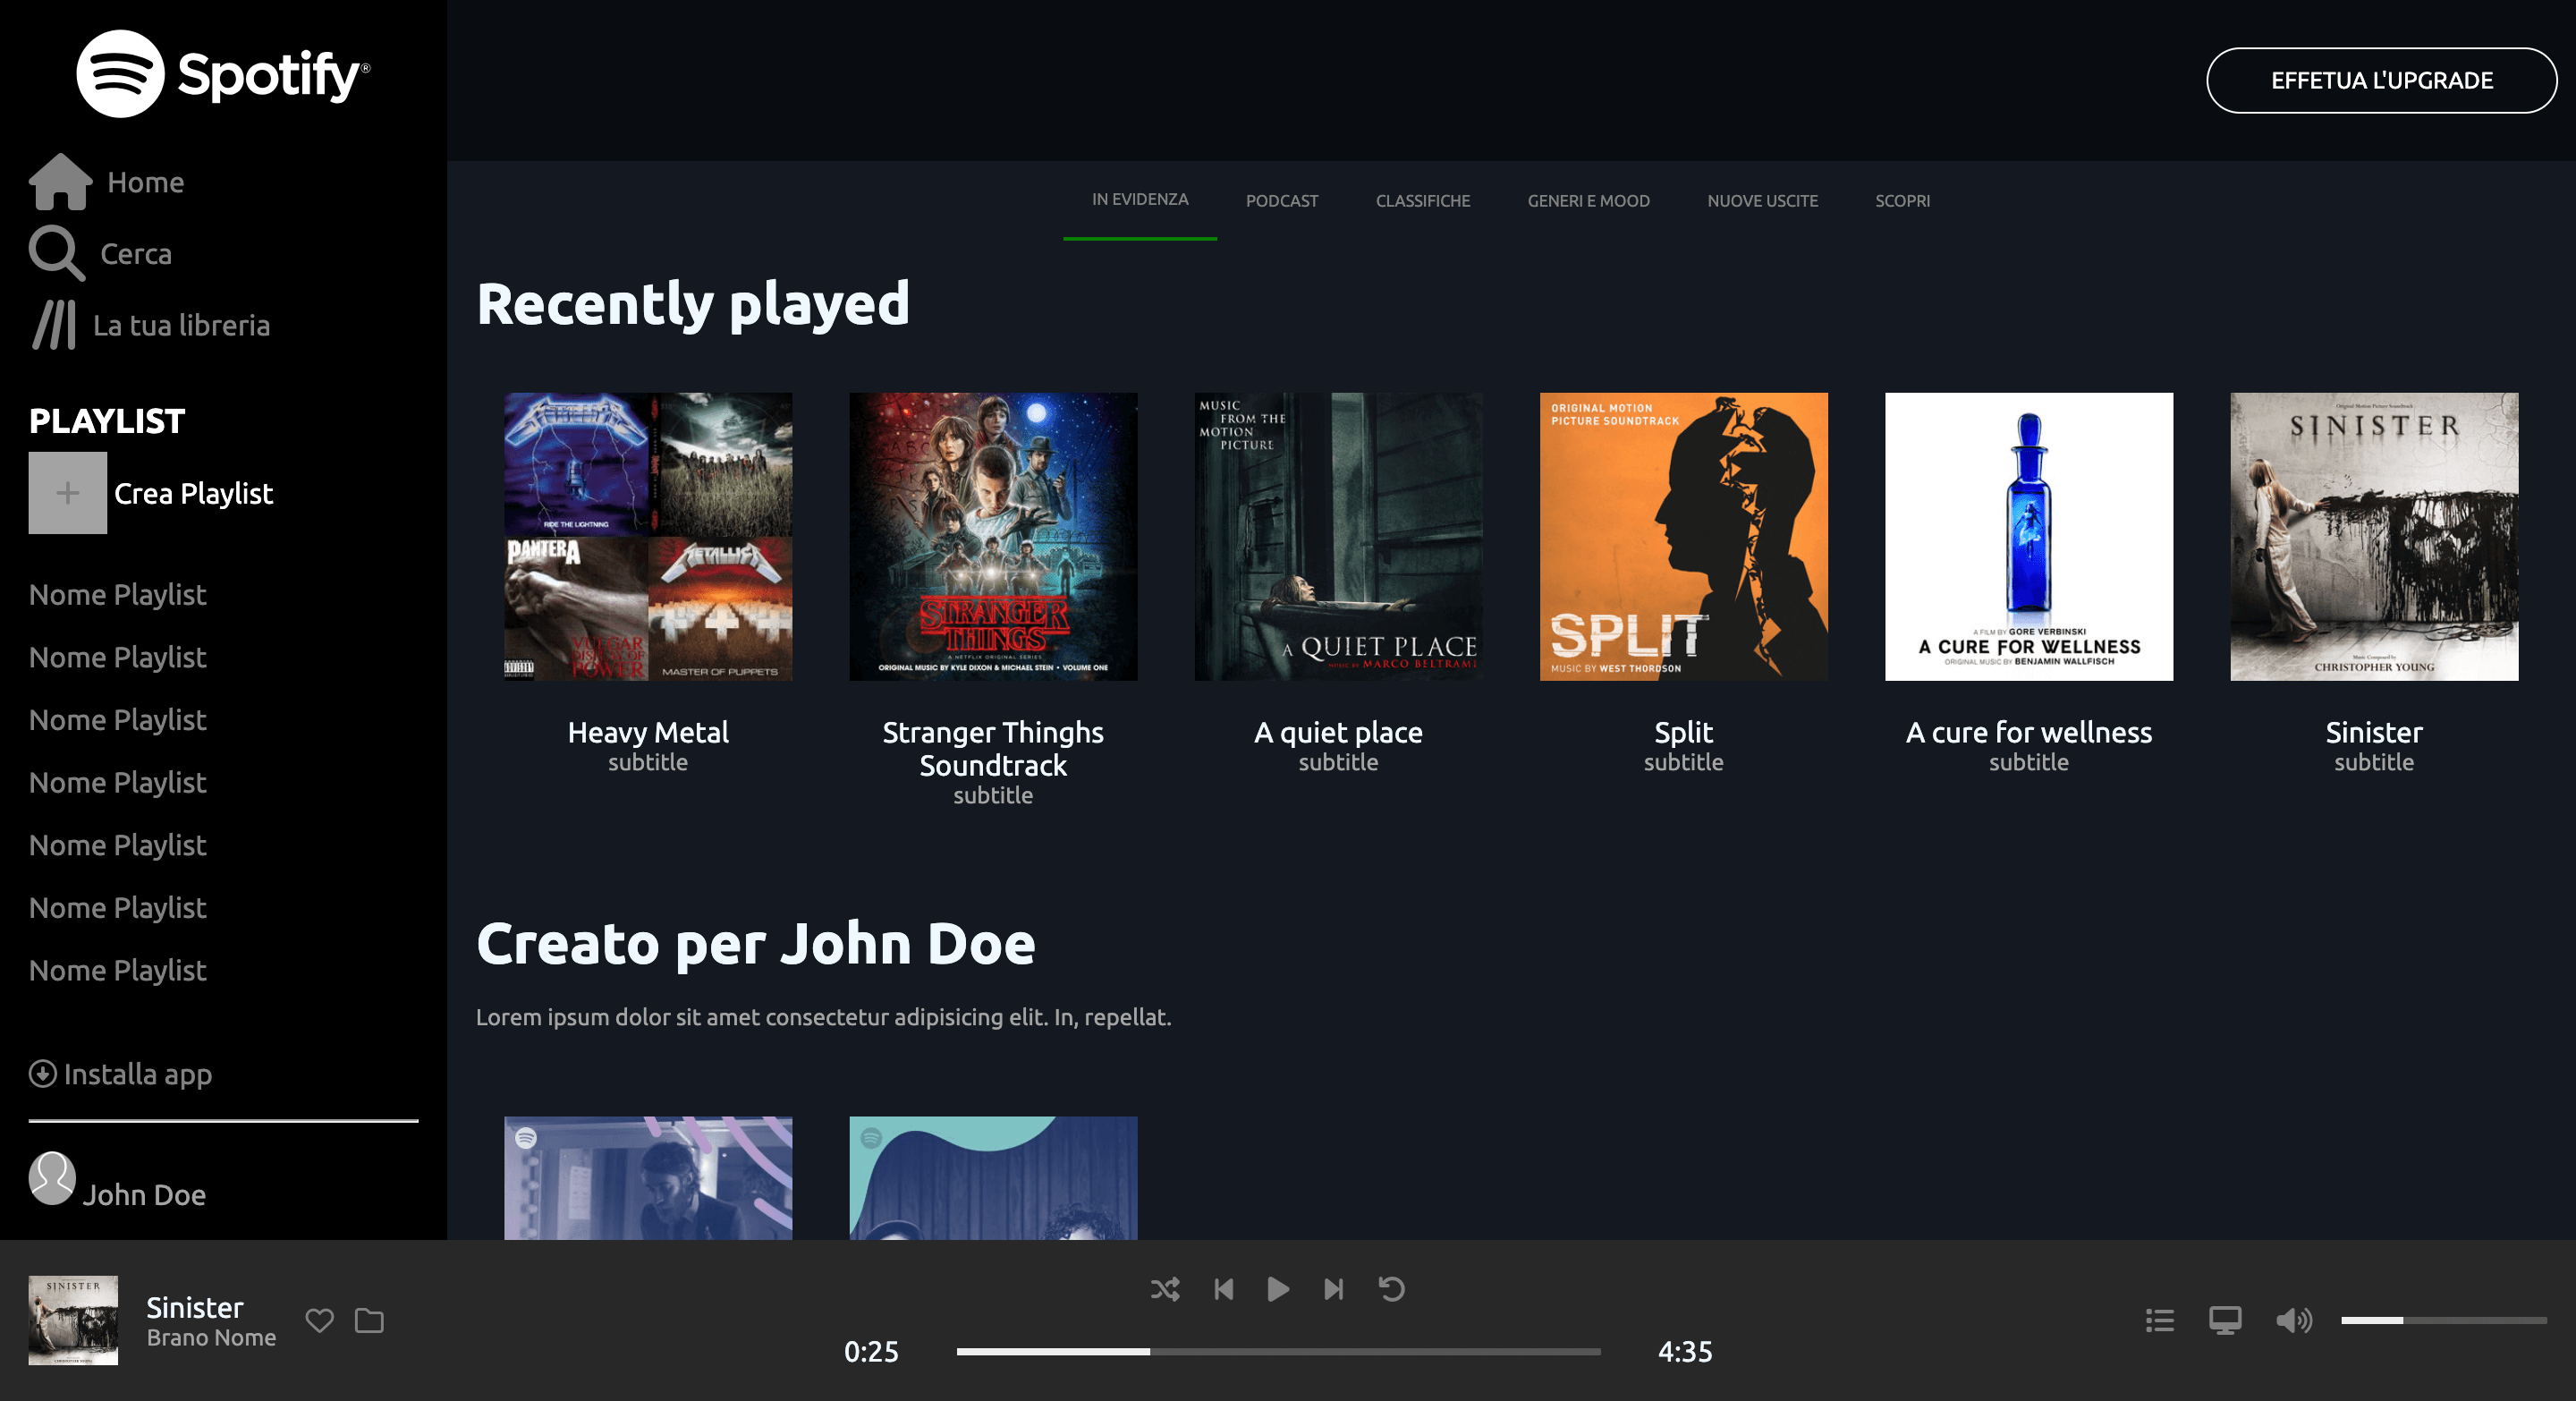 Spotify®
Home
Cerca
La tua libreria
PLAYLIST
Crea Playlist
Nome Playlist
Nome Playlist
Nome Playlist
Nome Playlist
Nome Playlist
Nome Playlist
Nome Playlist
Installa app
John Doe
EFFETUA L'UPGRADE
IN EVIDENZA
PODCAST
CLASSIFICHE
GENERI E MOOD
NUOVE USCITE
SCOPRI
Recently played
METALLICA
RIDE THE LIGHTNING
PANTERA
VULGAR
DISPLAY OF
POWER
METALLICA
MASTER OF PUPPETS
Heavy Metal
subtitle
STRANGER
THINGS
A NETFLIX ORIGINAL SERIES
ORIGINAL MUSIC BY KYLE DIXON & MICHAEL STEIN • VOLUME ONE
Stranger Thinghs
Soundtrack
subtitle
MUSIC
FROM THE
MOTION
PICTURE
A QUIET PLACE
MUSIC BY MARCO BELTRAMI
A quiet place
subtitle
ORIGINAL MOTION
PICTURE SOUNDTRACK
SPLIT
MUSIC BY WEST THORDSON
Split
subtitle
A FILM BY GORE VERBINSKI
A CURE FOR WELLNESS
ORIGINAL MUSIC BY BENJAMIN WALLFISCH
A cure for wellness
subtitle
Original Motion Picture Soundtrack
SINISTER
Music Composed by
CHRISTOPHER YOUNG
Sinister
subtitle
Creato per John Doe
Lorem ipsum dolor sit amet consectetur adipisicing elit. In, repellat.
SINISTER
Sinister
Brano Nome
0:25
4:35